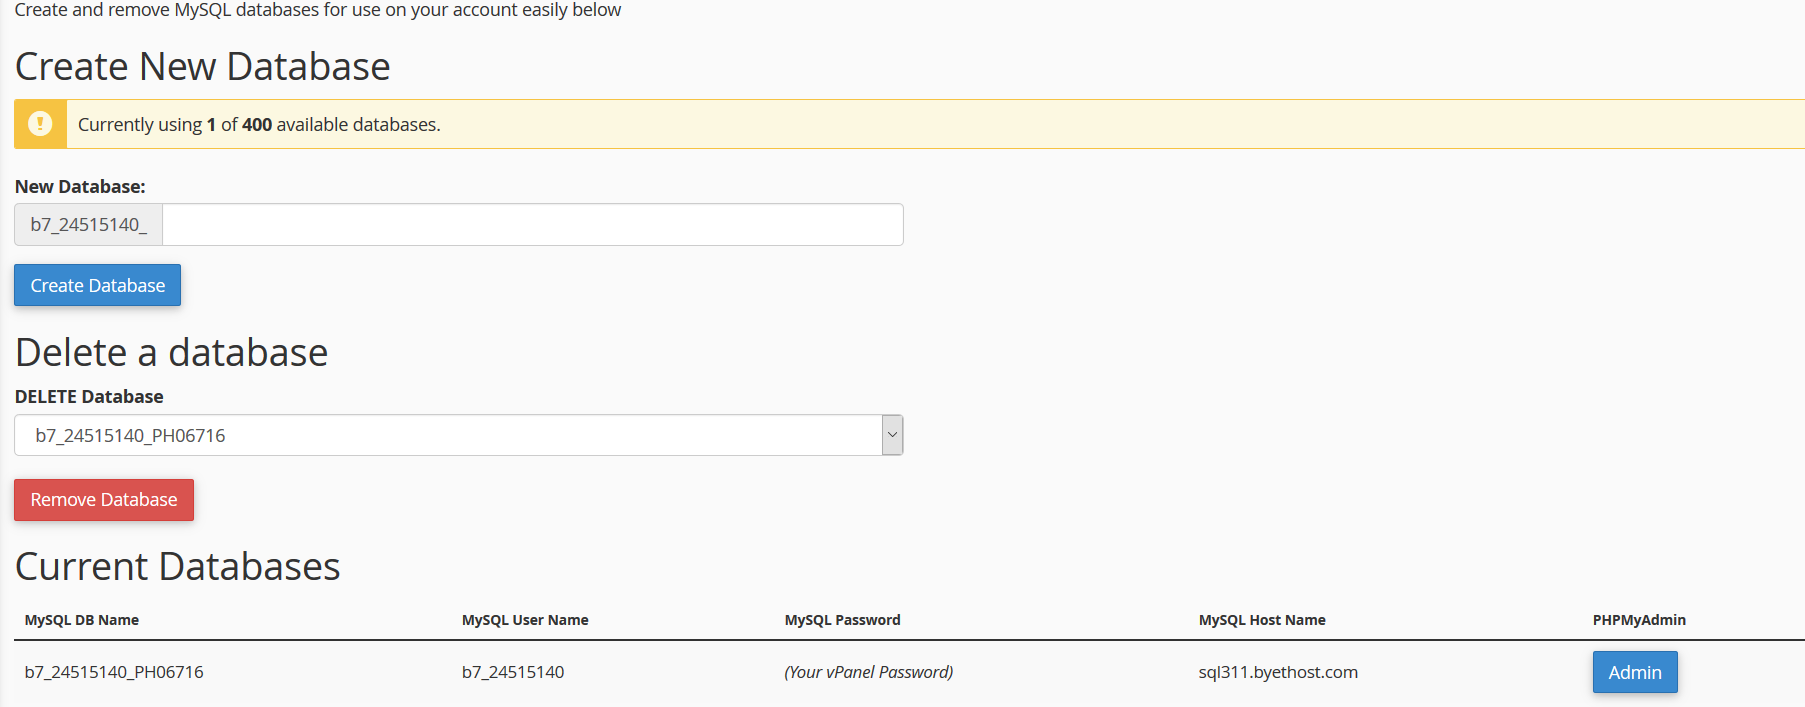 Create and remove MySQL databases for use on your account easily below
Create New Database
Currently using 1 of 400 available databases.
New Database:
b7_24515140_
Create Database
Delete a database
DELETE Database
b7_24515140_PH06716
Remove Database
Current Databases
MySQL DB Name MySQL User Name MySQL Password MySQL Host Name PHPMyAdmin
b7_24515140_PH06716 b7_24515140 (Your vPanel Password) sql311.byethost.com Admin